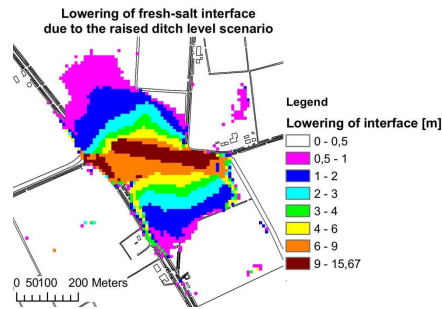 Lowering of fresh-salt interface
due to the raised ditch level scenario
Legend
Lowering of interface [m]
0 - 0,5
0,5 - 1
1 - 2
2 - 3
3 - 4
4 - 6
6 - 9
9 - 15,67
0 50100 200 Meters